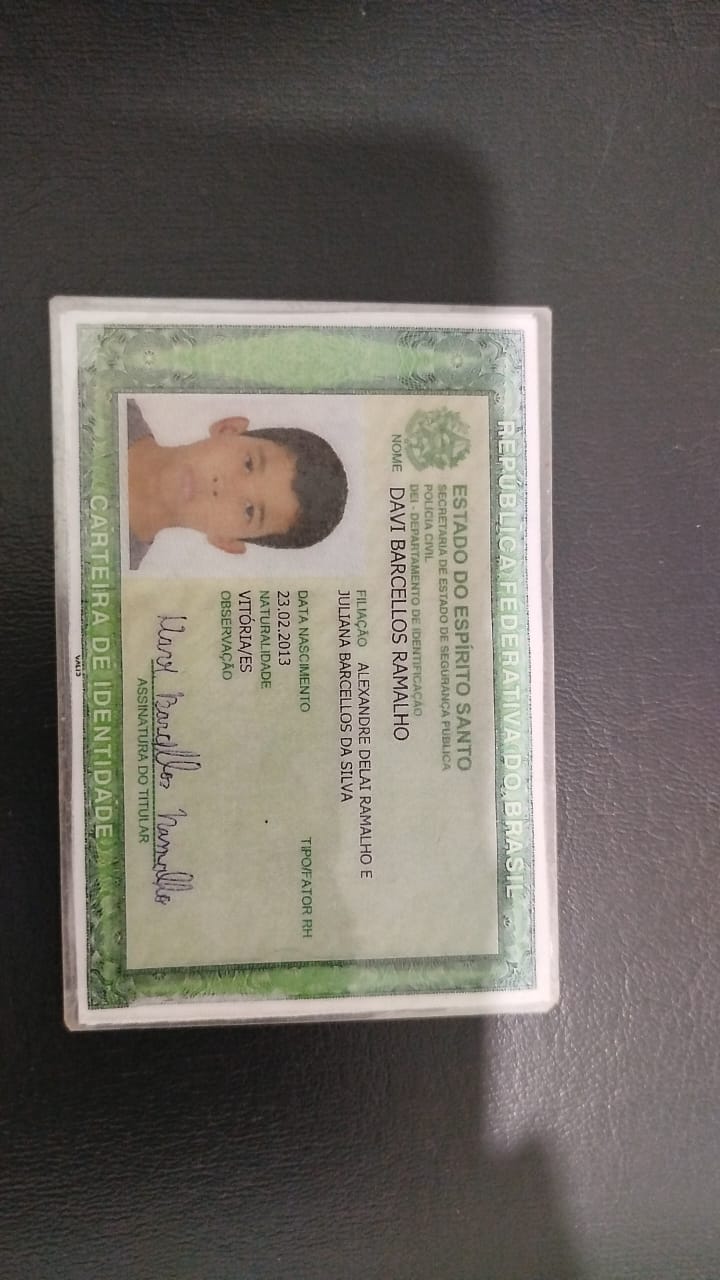 REPÚBLICA FEDERATIVA DO BRASIL
ESTADO DO ESPÍRITO SANTO
SECRETARIA DE ESTADO DE SEGURANÇA PÚBLICA
POLÍCIA CIVIL
DEI - DEPARTAMENTO DE IDENTIFICAÇÃO
NOME DAVI BARCELLOS RAMALHO
FILIAÇÃO ALEXANDRE DELAI RAMALHO E
JULIANA BARCELLOS DA SILVA
DATA NASCIMENTO TIPO/FATOR RH
23.02.2013
NATURALIDADE
VITÓRIA/ES
OBSERVAÇÃO
Davi Barcellos Ramalho
ASSINATURA DO TITULAR
CARTEIRA DE IDENTIDADE